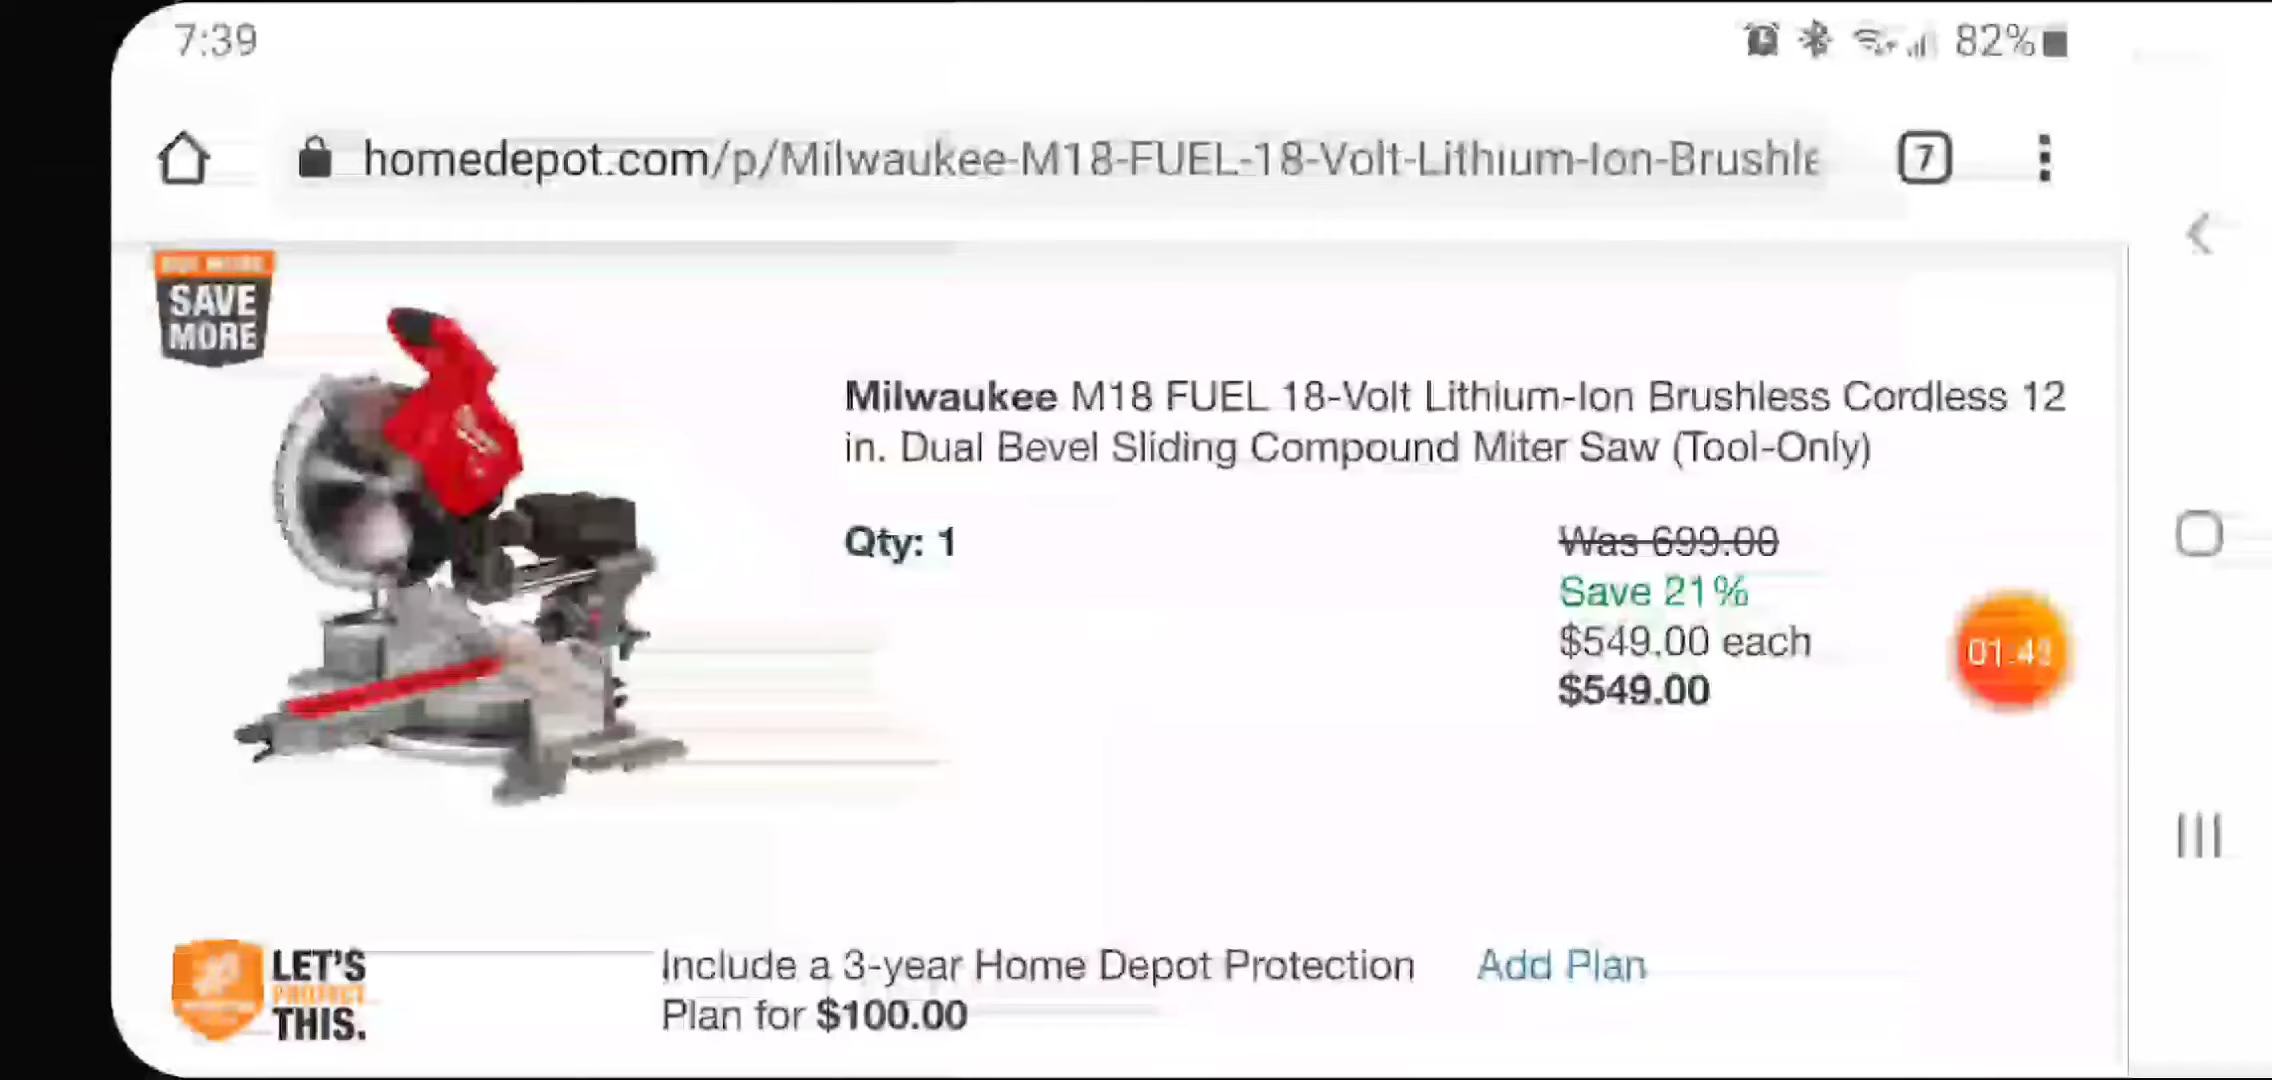 7:39
82%
homedepot.com/p/Milwaukee-M18-FUEL-18-Volt-Lithium-Ion-Brushle
7
SAVE
MORE
Milwaukee M18 FUEL 18-Volt Lithium-Ion Brushless Cordless 12
in. Dual Bevel Sliding Compound Miter Saw (Tool-Only)
Qty: 1
Was 699.00
Save 21%
$549.00 each
$549.00
LET'S
PROTECT
THIS.
Include a 3-year Home Depot Protection
Plan for $100.00
Add Plan